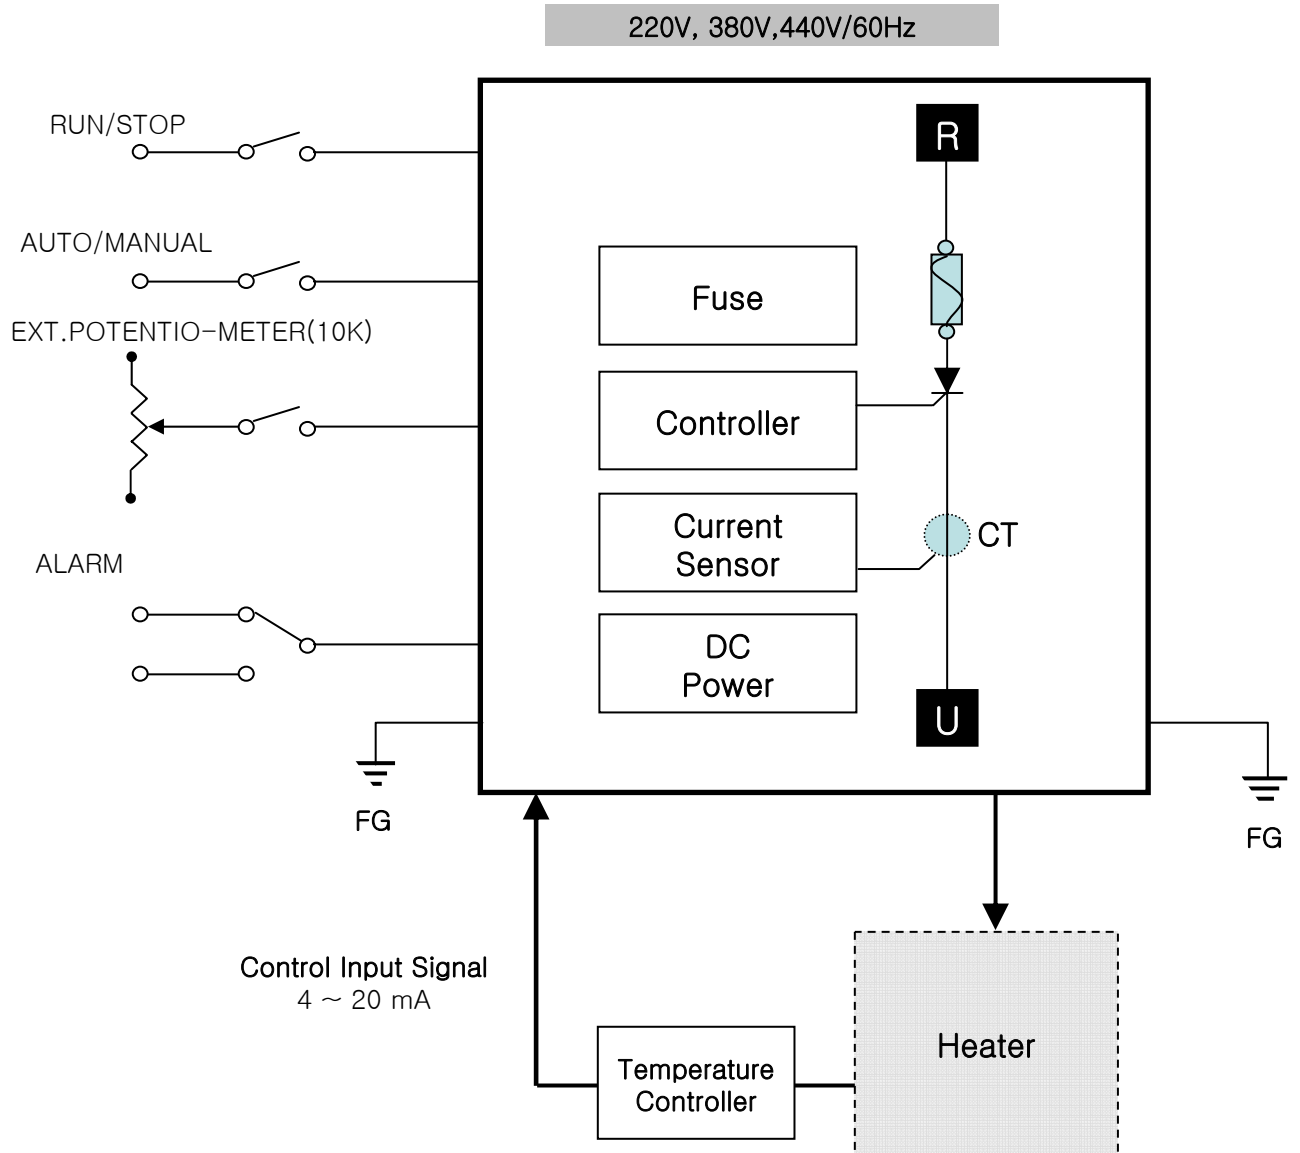 220V, 380V,440V/60Hz
RUN/STOP
R
AUTO/MANUAL
Fuse
EXT.POTENTIO-METER(10K)
Controller
Current
Sensor
CT
ALARM
DC
Power
U
FG
FG
Control Input Signal
4 ~ 20 mA
Heater
Temperature
Controller